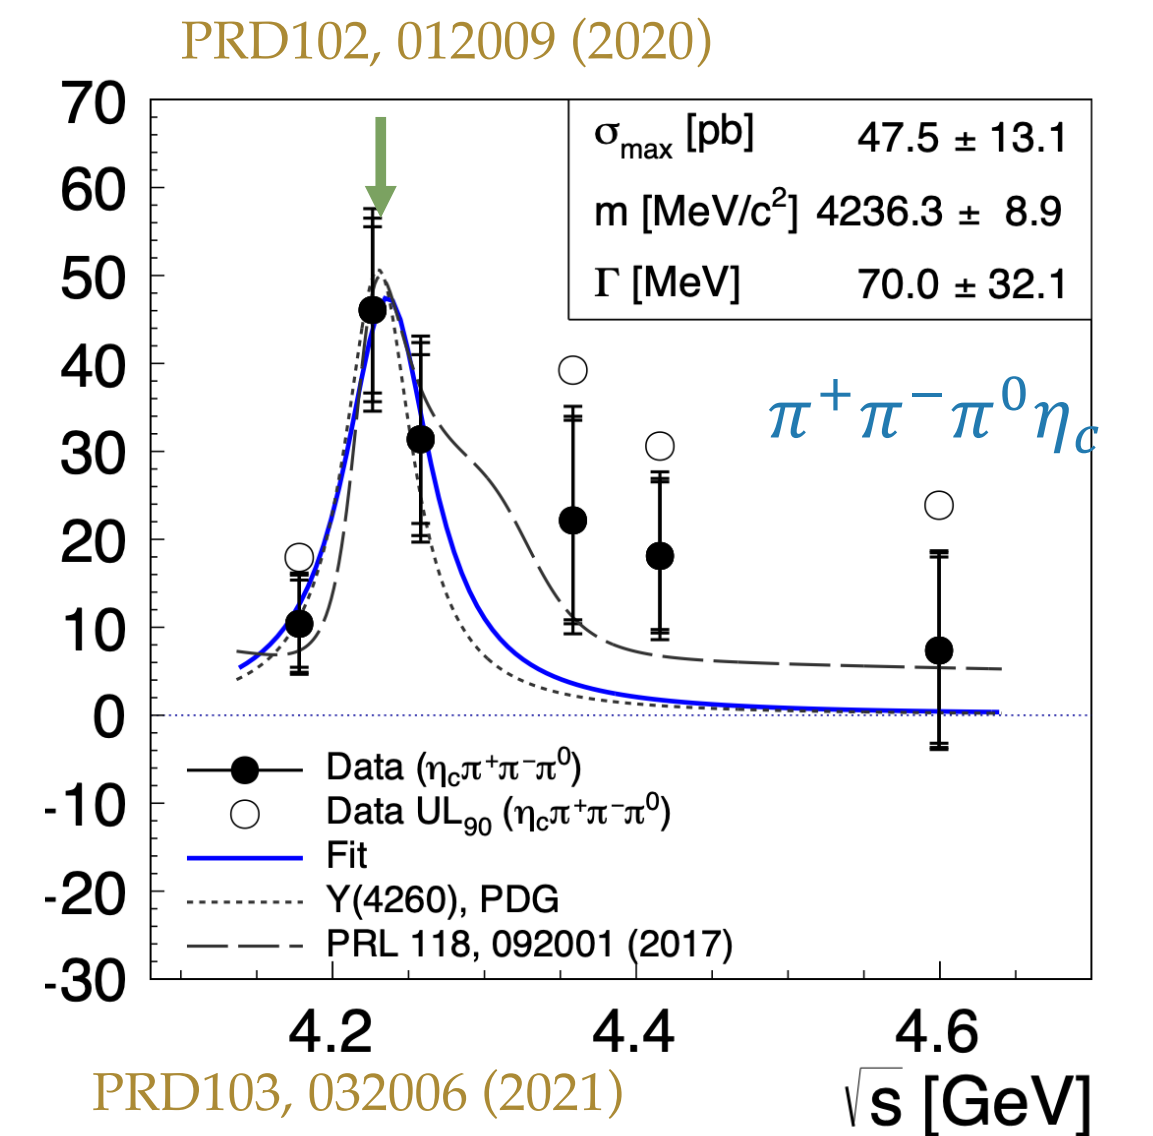 PRD102, 012009 (2020)
70
60
50
40
30
20
10
0
-10
-20
-30
σmax [pb] 47.5 ± 13.1
m [MeV/c²] 4236.3 ± 8.9
Γ [MeV] 70.0 ± 32.1
π⁺π⁻π⁰ηc
Data (ηcπ⁺π⁻π⁰)
Data UL90 (ηcπ⁺π⁻π⁰)
Fit
Y(4260), PDG
PRL 118, 092001 (2017)
4.2 4.4 4.6
PRD103, 032006 (2021)
√s [GeV]